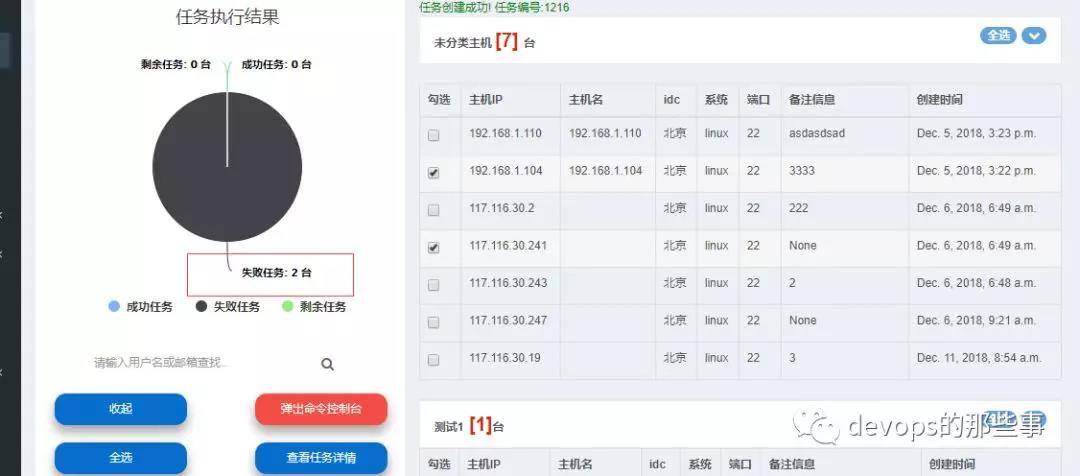 任务执行结果
剩余任务: 0 台 成功任务: 0 台
失败任务: 2 台
成功任务 失败任务 剩余任务
请输入用户名或邮箱查找...
收起 弹出命令控制台
全选 查看任务详情
任务创建成功! 任务编号:1216
未分类主机 [7] 台 全选
勾选 主机IP 主机名 idc 系统 端口 备注信息 创建时间
192.168.1.110 192.168.1.110 北京 linux 22 asdasdsad Dec. 5, 2018, 3:23 p.m.
192.168.1.104 192.168.1.104 北京 linux 22 3333 Dec. 5, 2018, 3:22 p.m.
117.116.30.2 北京 linux 22 222 Dec. 6, 2018, 6:49 a.m.
117.116.30.241 北京 linux 22 None Dec. 6, 2018, 6:49 a.m.
117.116.30.243 北京 linux 22 2 Dec. 6, 2018, 6:48 a.m.
117.116.30.247 北京 linux 22 None Dec. 6, 2018, 9:21 a.m.
117.116.30.19 北京 linux 22 3 Dec. 11, 2018, 8:54 a.m.
测试1 [1]台
devops的那些事
勾选 主机IP 主机名 idc 系统 端口 备注信息 创建时间